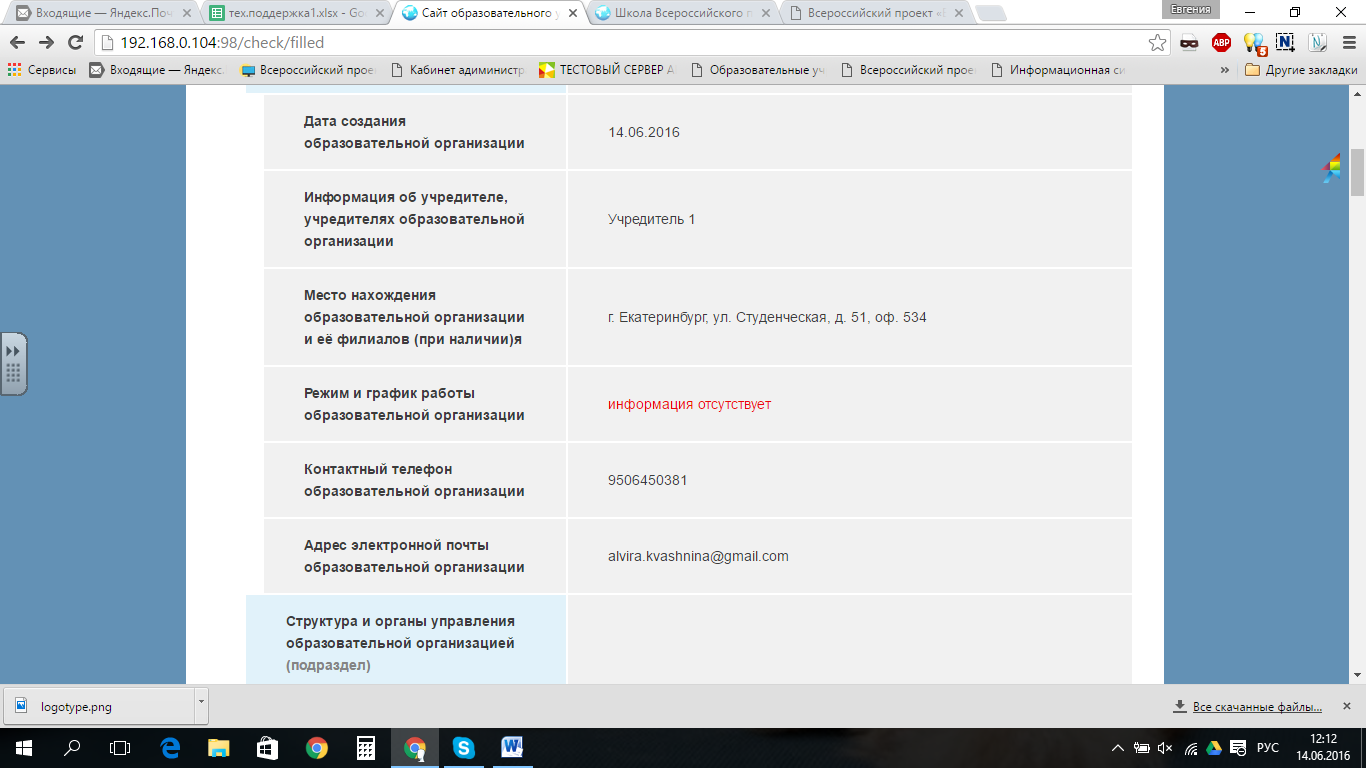 Входящие — Яндекс.Поч
тех.поддержка1.xlsx - Goo
Сайт образовательного у
Школа Всероссийского п
Всероссийский проект «Е
Евгения
192.168.0.104:98/check/filled
ABP
5
N
N
Сервисы
Входящие — Яндекс.
Всероссийский прое
Кабинет администр
ТЕСТОВЫЙ СЕРВЕР А
Образовательные уч
Всероссийский прое
Информационная си
»
Другие закладки
Дата создания
образовательной организации
14.06.2016
Информация об учредителе,
учредителях образовательной
организации
Учредитель 1
Место нахождения
образовательной организации
и её филиалов (при наличии)я
г. Екатеринбург, ул. Студенческая, д. 51, оф. 534
Режим и график работы
образовательной организации
информация отсутствует
Контактный телефон
образовательной организации
9506450381
Адрес электронной почты
образовательной организации
alvira.kvashnina@gmail.com
Структура и органы управления
образовательной организацией
(подраздел)
logotype.png
Все скачанные файлы...
РУС
12:12
14.06.2016